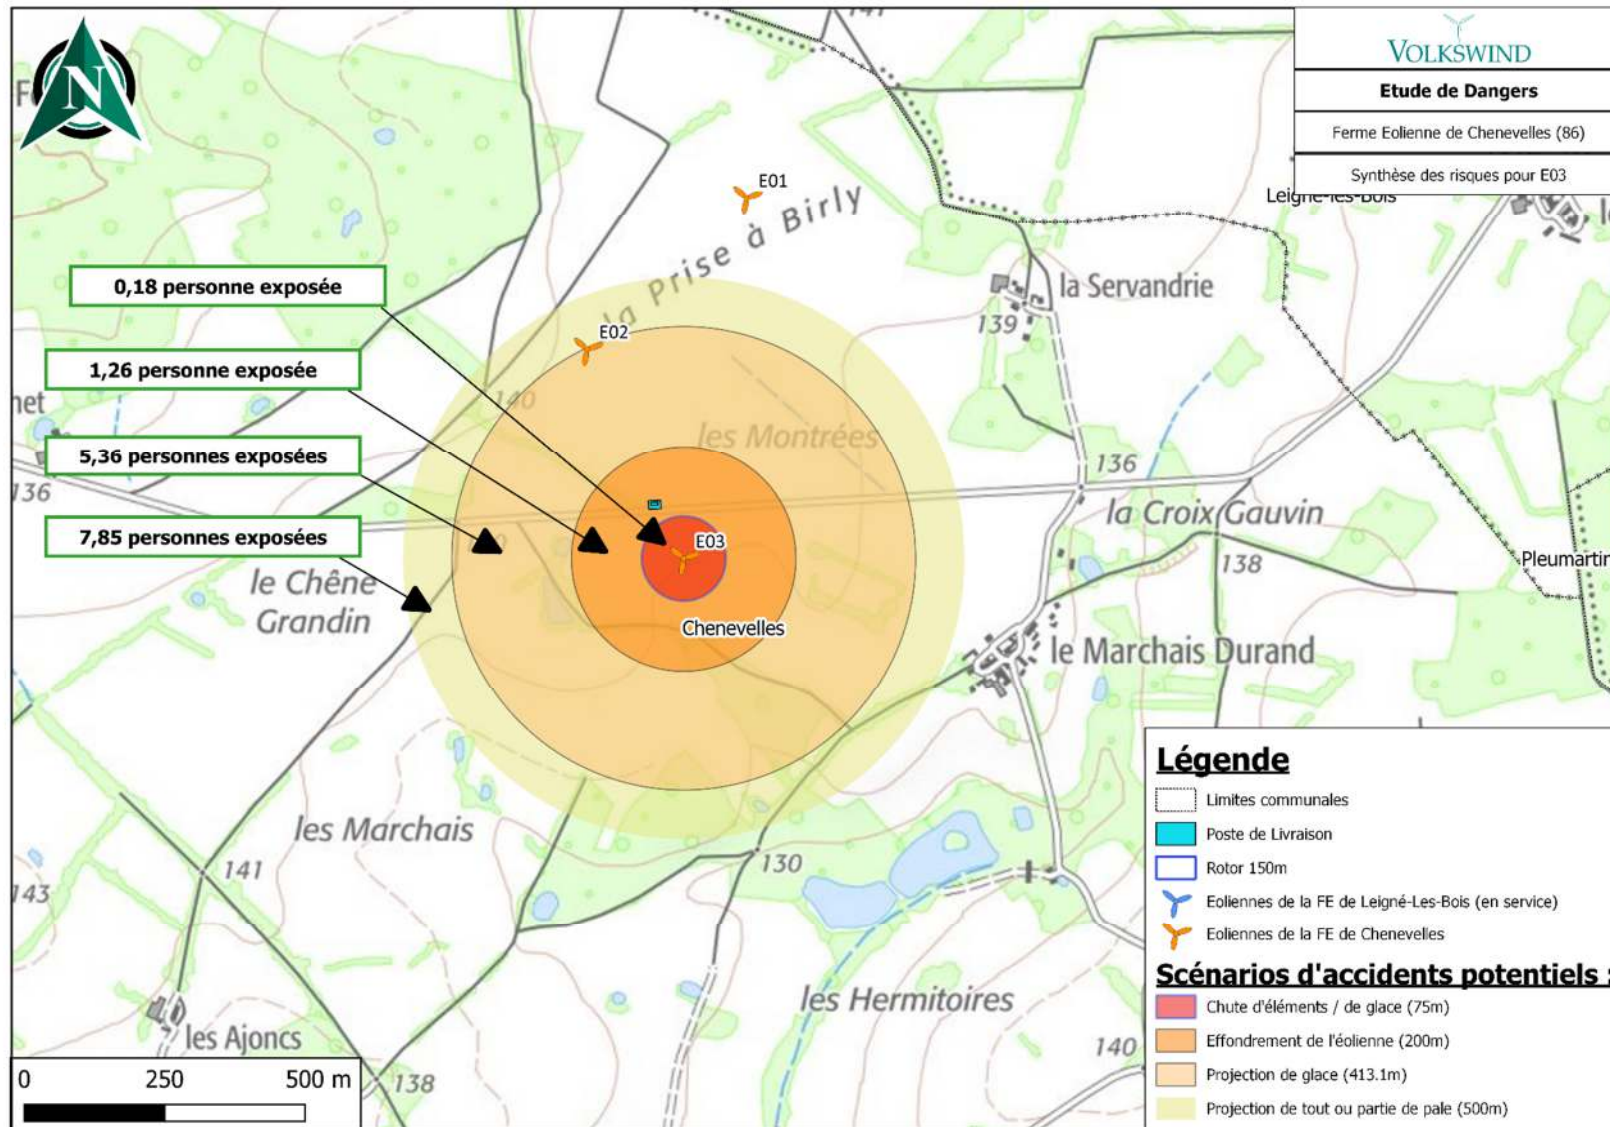 N
VOLKSWIND
Etude de Dangers
Ferme Eolienne de Chenevelles (86)
Synthèse des risques pour E03
Leigné-les-Bois
E01
la Prise à Birly
0,18 personne exposée
la Servandrie
139
E02
1,26 personne exposée
140
les Montrées
5,36 personnes exposées
136
136
la Croix Gauvin
7,85 personnes exposées
E03
138
Pleumartin
le Chêne
Grandin
Chenevelles
le Marchais Durand
les Marchais
141
130
143
les Hermitoires
les Ajoncs
140
138
0 250 500 m
Légende
Limites communales
Poste de Livraison
Rotor 150m
Eoliennes de la FE de Leigné-Les-Bois (en service)
Eoliennes de la FE de Chenevelles
Scénarios d'accidents potentiels :
Chute d'éléments / de glace (75m)
Effondrement de l'éolienne (200m)
Projection de glace (413.1m)
Projection de tout ou partie de pale (500m)